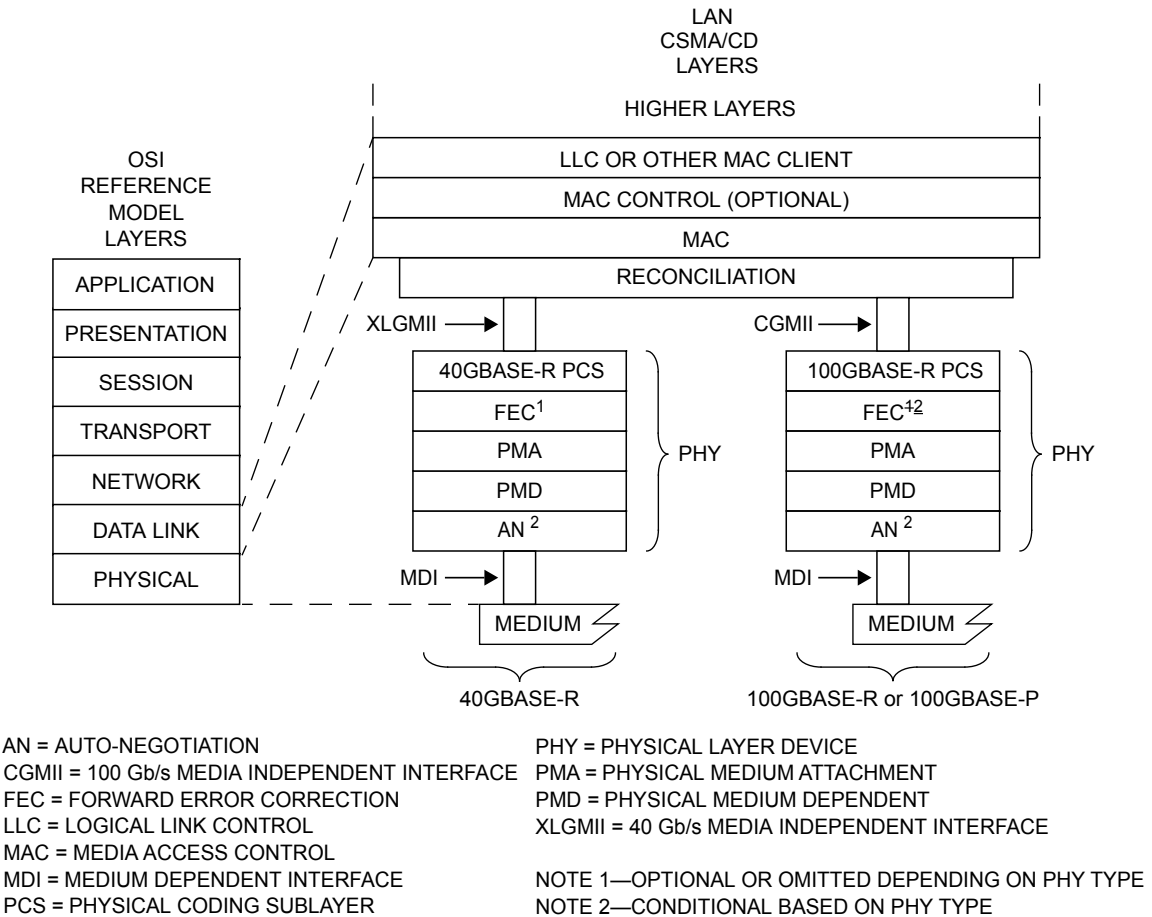 LAN
CSMA/CD
LAYERS
HIGHER LAYERS
LLC OR OTHER MAC CLIENT
MAC CONTROL (OPTIONAL)
MAC
RECONCILIATION
OSI
REFERENCE
MODEL
LAYERS
APPLICATION
PRESENTATION
SESSION
TRANSPORT
NETWORK
DATA LINK
PHYSICAL
XLGMII
40GBASE-R PCS
FEC1
PMA
PMD
AN 2
PHY
MDI
MEDIUM
40GBASE-R
CGMII
100GBASE-R PCS
FEC12
PMA
PMD
AN 2
PHY
MDI
MEDIUM
100GBASE-R or 100GBASE-P
AN = AUTO-NEGOTIATION
CGMII = 100 Gb/s MEDIA INDEPENDENT INTERFACE
FEC = FORWARD ERROR CORRECTION
LLC = LOGICAL LINK CONTROL
MAC = MEDIA ACCESS CONTROL
MDI = MEDIUM DEPENDENT INTERFACE
PCS = PHYSICAL CODING SUBLAYER
PHY = PHYSICAL LAYER DEVICE
PMA = PHYSICAL MEDIUM ATTACHMENT
PMD = PHYSICAL MEDIUM DEPENDENT
XLGMII = 40 Gb/s MEDIA INDEPENDENT INTERFACE
NOTE 1—OPTIONAL OR OMITTED DEPENDING ON PHY TYPE
NOTE 2—CONDITIONAL BASED ON PHY TYPE